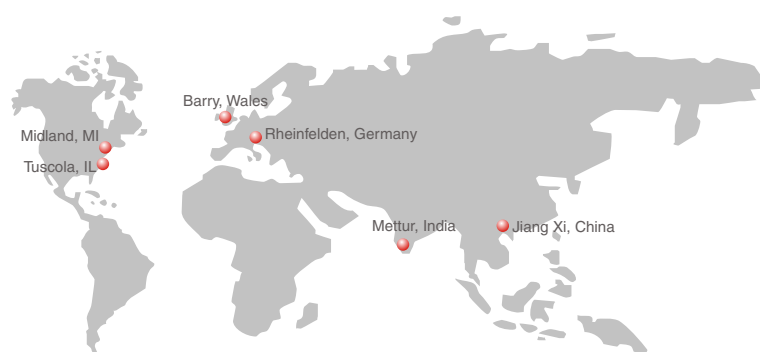 Barry, Wales
Midland, MI
Rheinfelden, Germany
Tuscola, IL
Mettur, India
Jiang Xi, China